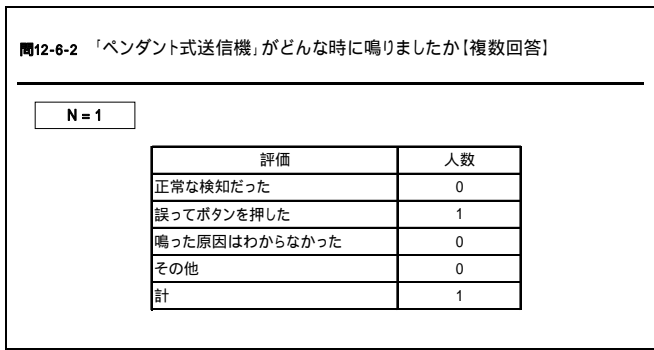 問12-6-2 「ペンダント式送信機」がどんな時に鳴りましたか【複数回答】
N = 1
評価 人数
正常な検知だった 0
誤ってボタンを押した 1
鳴った原因はわからなかった 0
その他 0
計 1